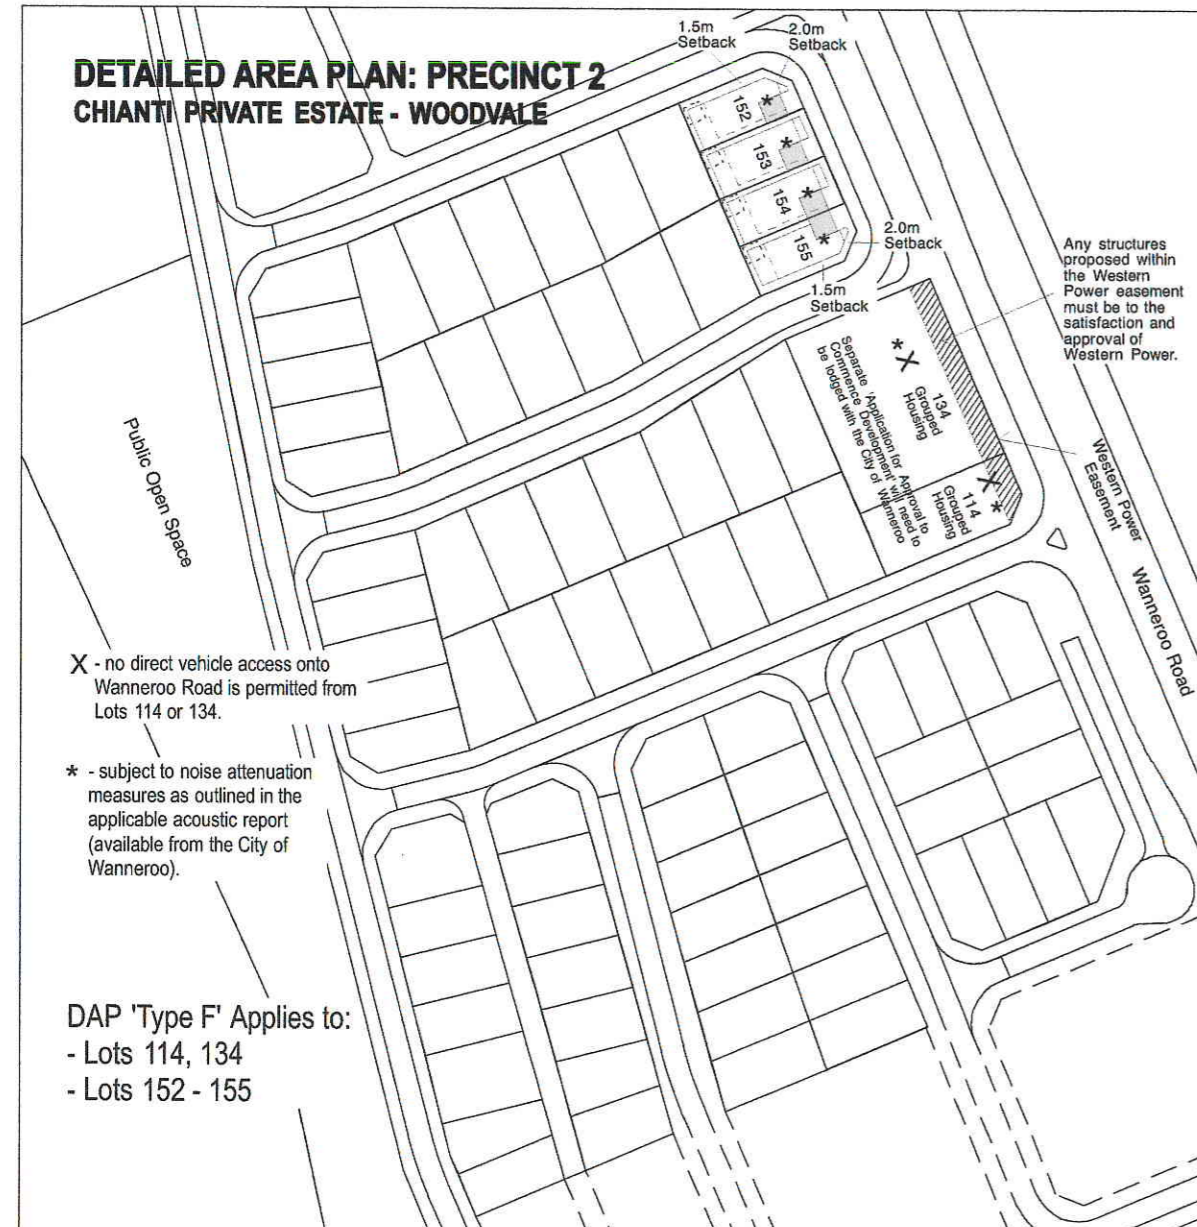 DETAILED AREA PLAN: PRECINCT 2
CHIANTI PRIVATE ESTATE - WOODVALE
1.5m
Setback
2.0m
Setback
152
*
153
*
154
*
155
*
2.0m
Setback
1.5m
Setback
Any structures
proposed within
the Western
Power easement
must be to the
satisfaction and
approval of
Western Power.
* X
134
Grouped
Housing
Separate 'Application for Approval to
Commence Development' will need to
be lodged with the City of Wanneroo
X *
114
Grouped
Housing
Western Power
Easement
Wanneroo Road
Public Open Space
X - no direct vehicle access onto
Wanneroo Road is permitted from
Lots 114 or 134.
* - subject to noise attenuation
measures as outlined in the
applicable acoustic report
(available from the City of
Wanneroo).
DAP 'Type F' Applies to:
- Lots 114, 134
- Lots 152 - 155